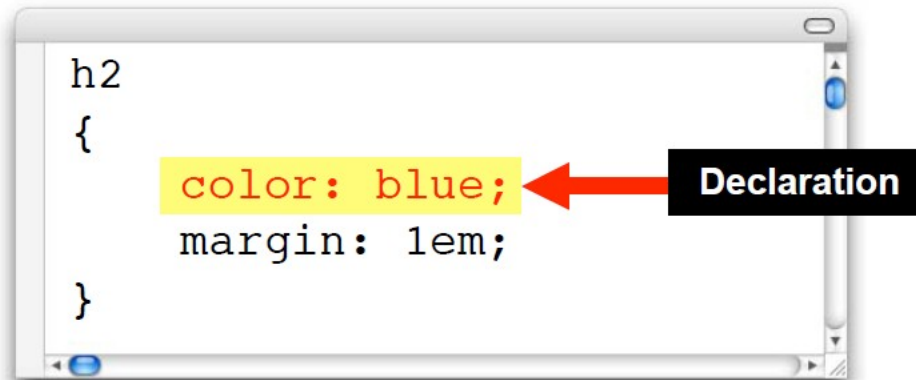 h2
{
color: blue;
Declaration
margin: 1em;
}